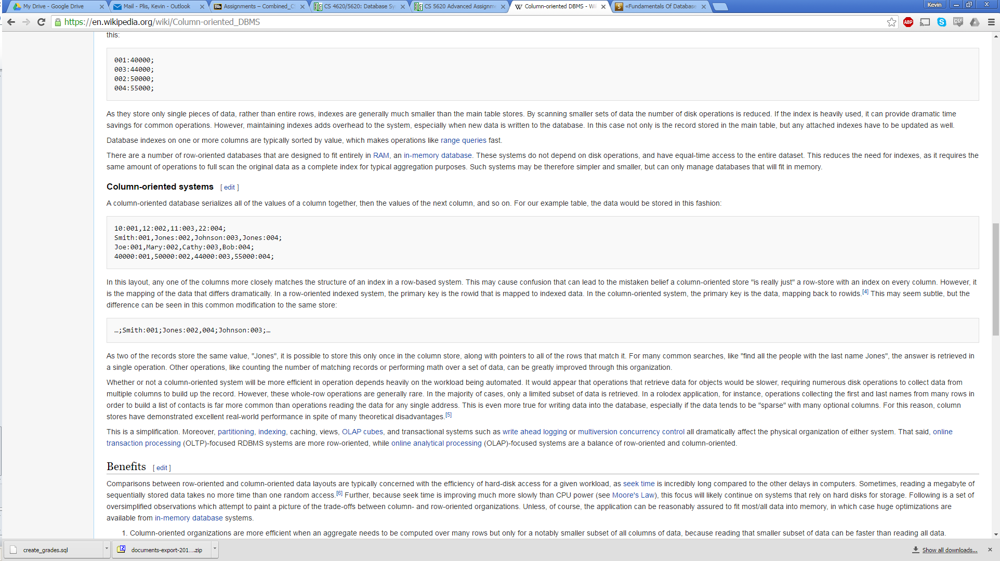 My Drive - Google Drive
Mail - Plis, Kevin - Outlook
Bb Assignments – Combined_C
CS 4620/5620: Database Sy
CS 5620 Advanced Assignm
W Column-oriented DBMS - Wi
S «Fundamentals Of Database
Kevin
https://en.wikipedia.org/wiki/Column-oriented_DBMS
ABP
CSS
this:
001:40000;
003:44000;
002:50000;
004:55000;
As they store only single pieces of data, rather than entire rows, indexes are generally much smaller than the main table stores. By scanning smaller sets of data the number of disk operations is reduced. If the index is heavily used, it can provide dramatic time
savings for common operations. However, maintaining indexes adds overhead to the system, especially when new data is written to the database. In this case not only is the record stored in the main table, but any attached indexes have to be updated as well.
Database indexes on one or more columns are typically sorted by value, which makes operations like range queries fast.
There are a number of row-oriented databases that are designed to fit entirely in RAM, an in-memory database. These systems do not depend on disk operations, and have equal-time access to the entire dataset. This reduces the need for indexes, as it requires the
same amount of operations to full scan the original data as a complete index for typical aggregation purposes. Such systems may be therefore simpler and smaller, but can only manage databases that will fit in memory.
Column-oriented systems [ edit ]
A column-oriented database serializes all of the values of a column together, then the values of the next column, and so on. For our example table, the data would be stored in this fashion:
10:001,12:002,11:003,22:004;
Smith:001,Jones:002,Johnson:003,Jones:004;
Joe:001,Mary:002,Cathy:003,Bob:004;
40000:001,50000:002,44000:003,55000:004;
In this layout, any one of the columns more closely matches the structure of an index in a row-based system. This may cause confusion that can lead to the mistaken belief a column-oriented store "is really just" a row-store with an index on every column. However, it
is the mapping of the data that differs dramatically. In a row-oriented indexed system, the primary key is the rowid that is mapped to indexed data. In the column-oriented system, the primary key is the data, mapping back to rowids.[4] This may seem subtle, but the
difference can be seen in this common modification to the same store:
…;Smith:001;Jones:002,004;Johnson:003;…
As two of the records store the same value, "Jones", it is possible to store this only once in the column store, along with pointers to all of the rows that match it. For many common searches, like "find all the people with the last name Jones", the answer is retrieved in
a single operation. Other operations, like counting the number of matching records or performing math over a set of data, can be greatly improved through this organization.
Whether or not a column-oriented system will be more efficient in operation depends heavily on the workload being automated. It would appear that operations that retrieve data for objects would be slower, requiring numerous disk operations to collect data from
multiple columns to build up the record. However, these whole-row operations are generally rare. In the majority of cases, only a limited subset of data is retrieved. In a rolodex application, for instance, operations collecting the first and last names from many rows in
order to build a list of contacts is far more common than operations reading the data for any single address. This is even more true for writing data into the database, especially if the data tends to be "sparse" with many optional columns. For this reason, column
stores have demonstrated excellent real-world performance in spite of many theoretical disadvantages.[5]
This is a simplification. Moreover, partitioning, indexing, caching, views, OLAP cubes, and transactional systems such as write ahead logging or multiversion concurrency control all dramatically affect the physical organization of either system. That said, online
transaction processing (OLTP)-focused RDBMS systems are more row-oriented, while online analytical processing (OLAP)-focused systems are a balance of row-oriented and column-oriented.
Benefits [ edit ]
Comparisons between row-oriented and column-oriented data layouts are typically concerned with the efficiency of hard-disk access for a given workload, as seek time is incredibly long compared to the other delays in computers. Sometimes, reading a megabyte of
sequentially stored data takes no more time than one random access.[6] Further, because seek time is improving much more slowly than CPU power (see Moore's Law), this focus will likely continue on systems that rely on hard disks for storage. Following is a set of
oversimplified observations which attempt to paint a picture of the trade-offs between column- and row-oriented organizations. Unless, of course, the application can be reasonably assured to fit most/all data into memory, in which case huge optimizations are
available from in-memory database systems.
1. Column-oriented organizations are more efficient when an aggregate needs to be computed over many rows but only for a notably smaller subset of all columns of data, because reading that smaller subset of data can be faster than reading all data.
create_grades.sql
documents-export-201....zip
Show all downloads...